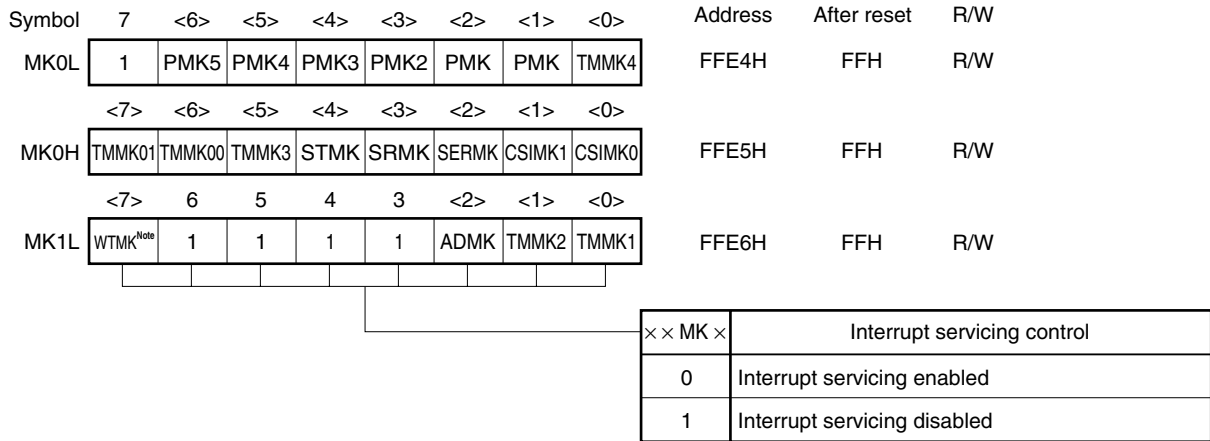 Symbol 7 <6> <5> <4> <3> <2> <1> <0> Address After reset R/W
MK0L 1 PMK5 PMK4 PMK3 PMK2 PMK PMK TMMK4 FFE4H FFH R/W
<7> <6> <5> <4> <3> <2> <1> <0>
MK0H TMMK01 TMMK00 TMMK3 STMK SRMK SERMK CSIMK1 CSIMK0 FFE5H FFH R/W
<7> 6 5 4 3 <2> <1> <0>
MK1L WTMK Note 1 1 1 1 ADMK TMMK2 TMMK1 FFE6H FFH R/W
××MK× Interrupt servicing control
0 Interrupt servicing enabled
1 Interrupt servicing disabled